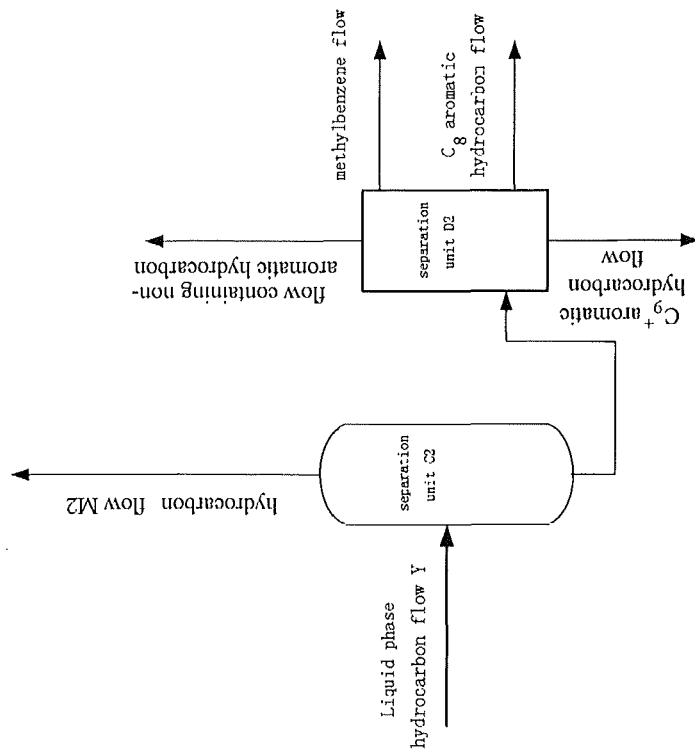 Liquid phase
hydrocarbon flow Y
separation
unit C2
hydrocarbon flow M2
separation
unit D2
flow containing non-
aromatic hydrocarbon
methylbenzene flow
C8 aromatic
hydrocarbon flow
C9+ aromatic
hydrocarbon
flow